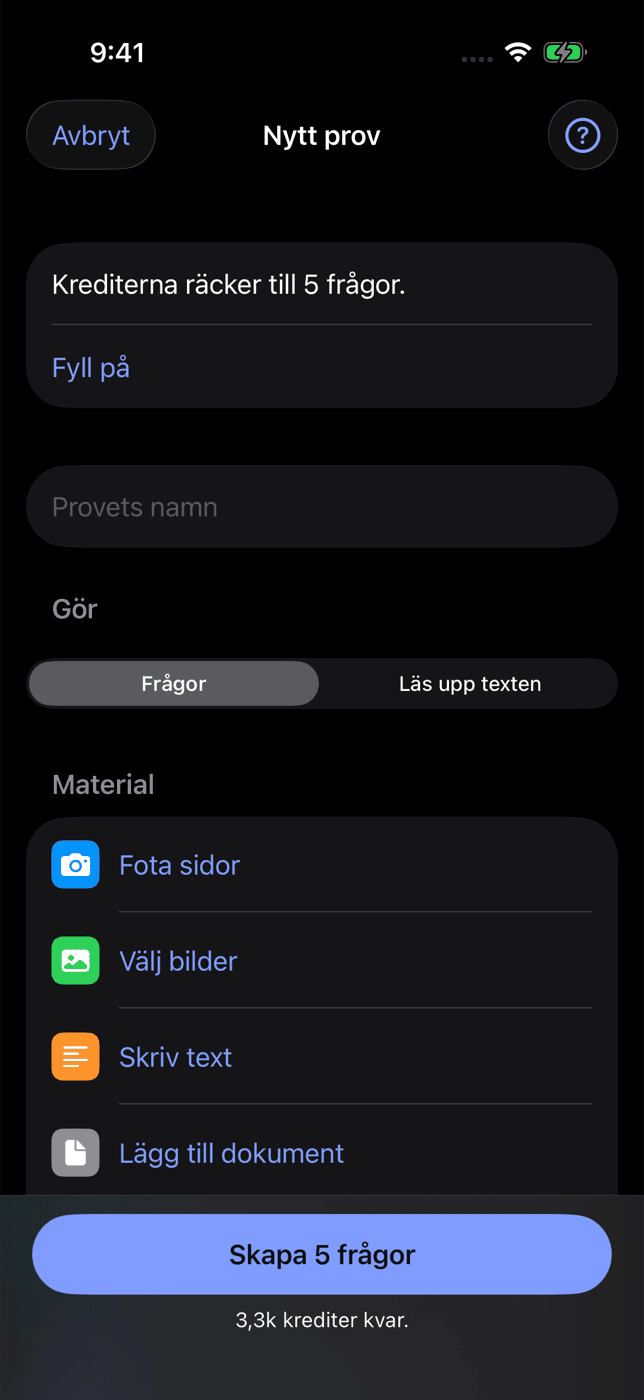 9:41
Avbryt
Nytt prov
?
Krediterna räcker till 5 frågor.
Fyll på
Provets namn
Gör
Frågor
Läs upp texten
Material
Fota sidor
Välj bilder
Skriv text
Lägg till dokument
Skapa 5 frågor
3,3k krediter kvar.